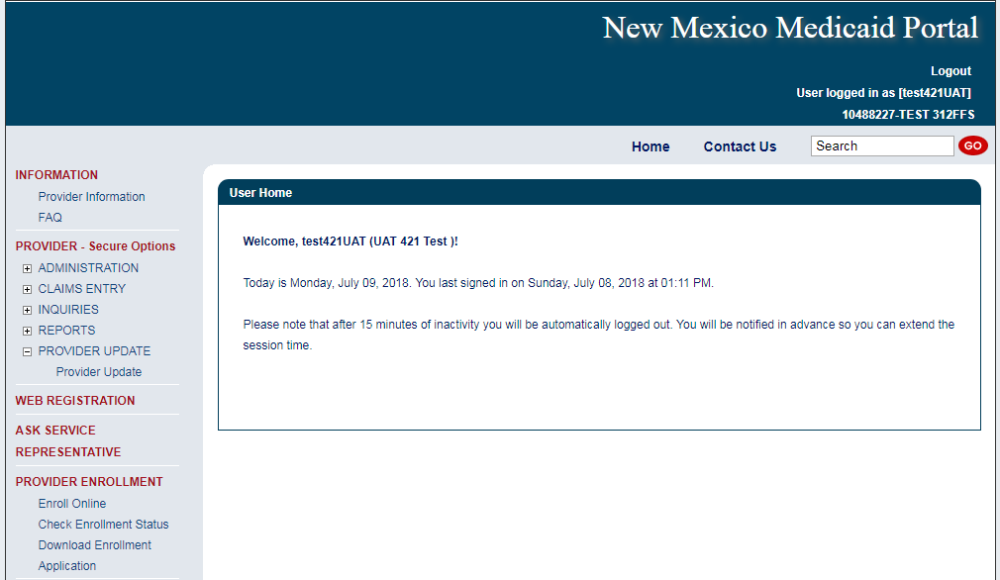 New Mexico Medicaid Portal
Logout
User logged in as [test421UAT]
10488227-TEST 312FFS
Home Contact Us Search GO
INFORMATION
Provider Information
FAQ
PROVIDER - Secure Options
ADMINISTRATION
CLAIMS ENTRY
INQUIRIES
REPORTS
PROVIDER UPDATE
Provider Update
WEB REGISTRATION
ASK SERVICE
REPRESENTATIVE
PROVIDER ENROLLMENT
Enroll Online
Check Enrollment Status
Download Enrollment
Application
User Home
Welcome, test421UAT (UAT 421 Test )!
Today is Monday, July 09, 2018. You last signed in on Sunday, July 08, 2018 at 01:11 PM.
Please note that after 15 minutes of inactivity you will be automatically logged out. You will be notified in advance so you can extend the
session time.